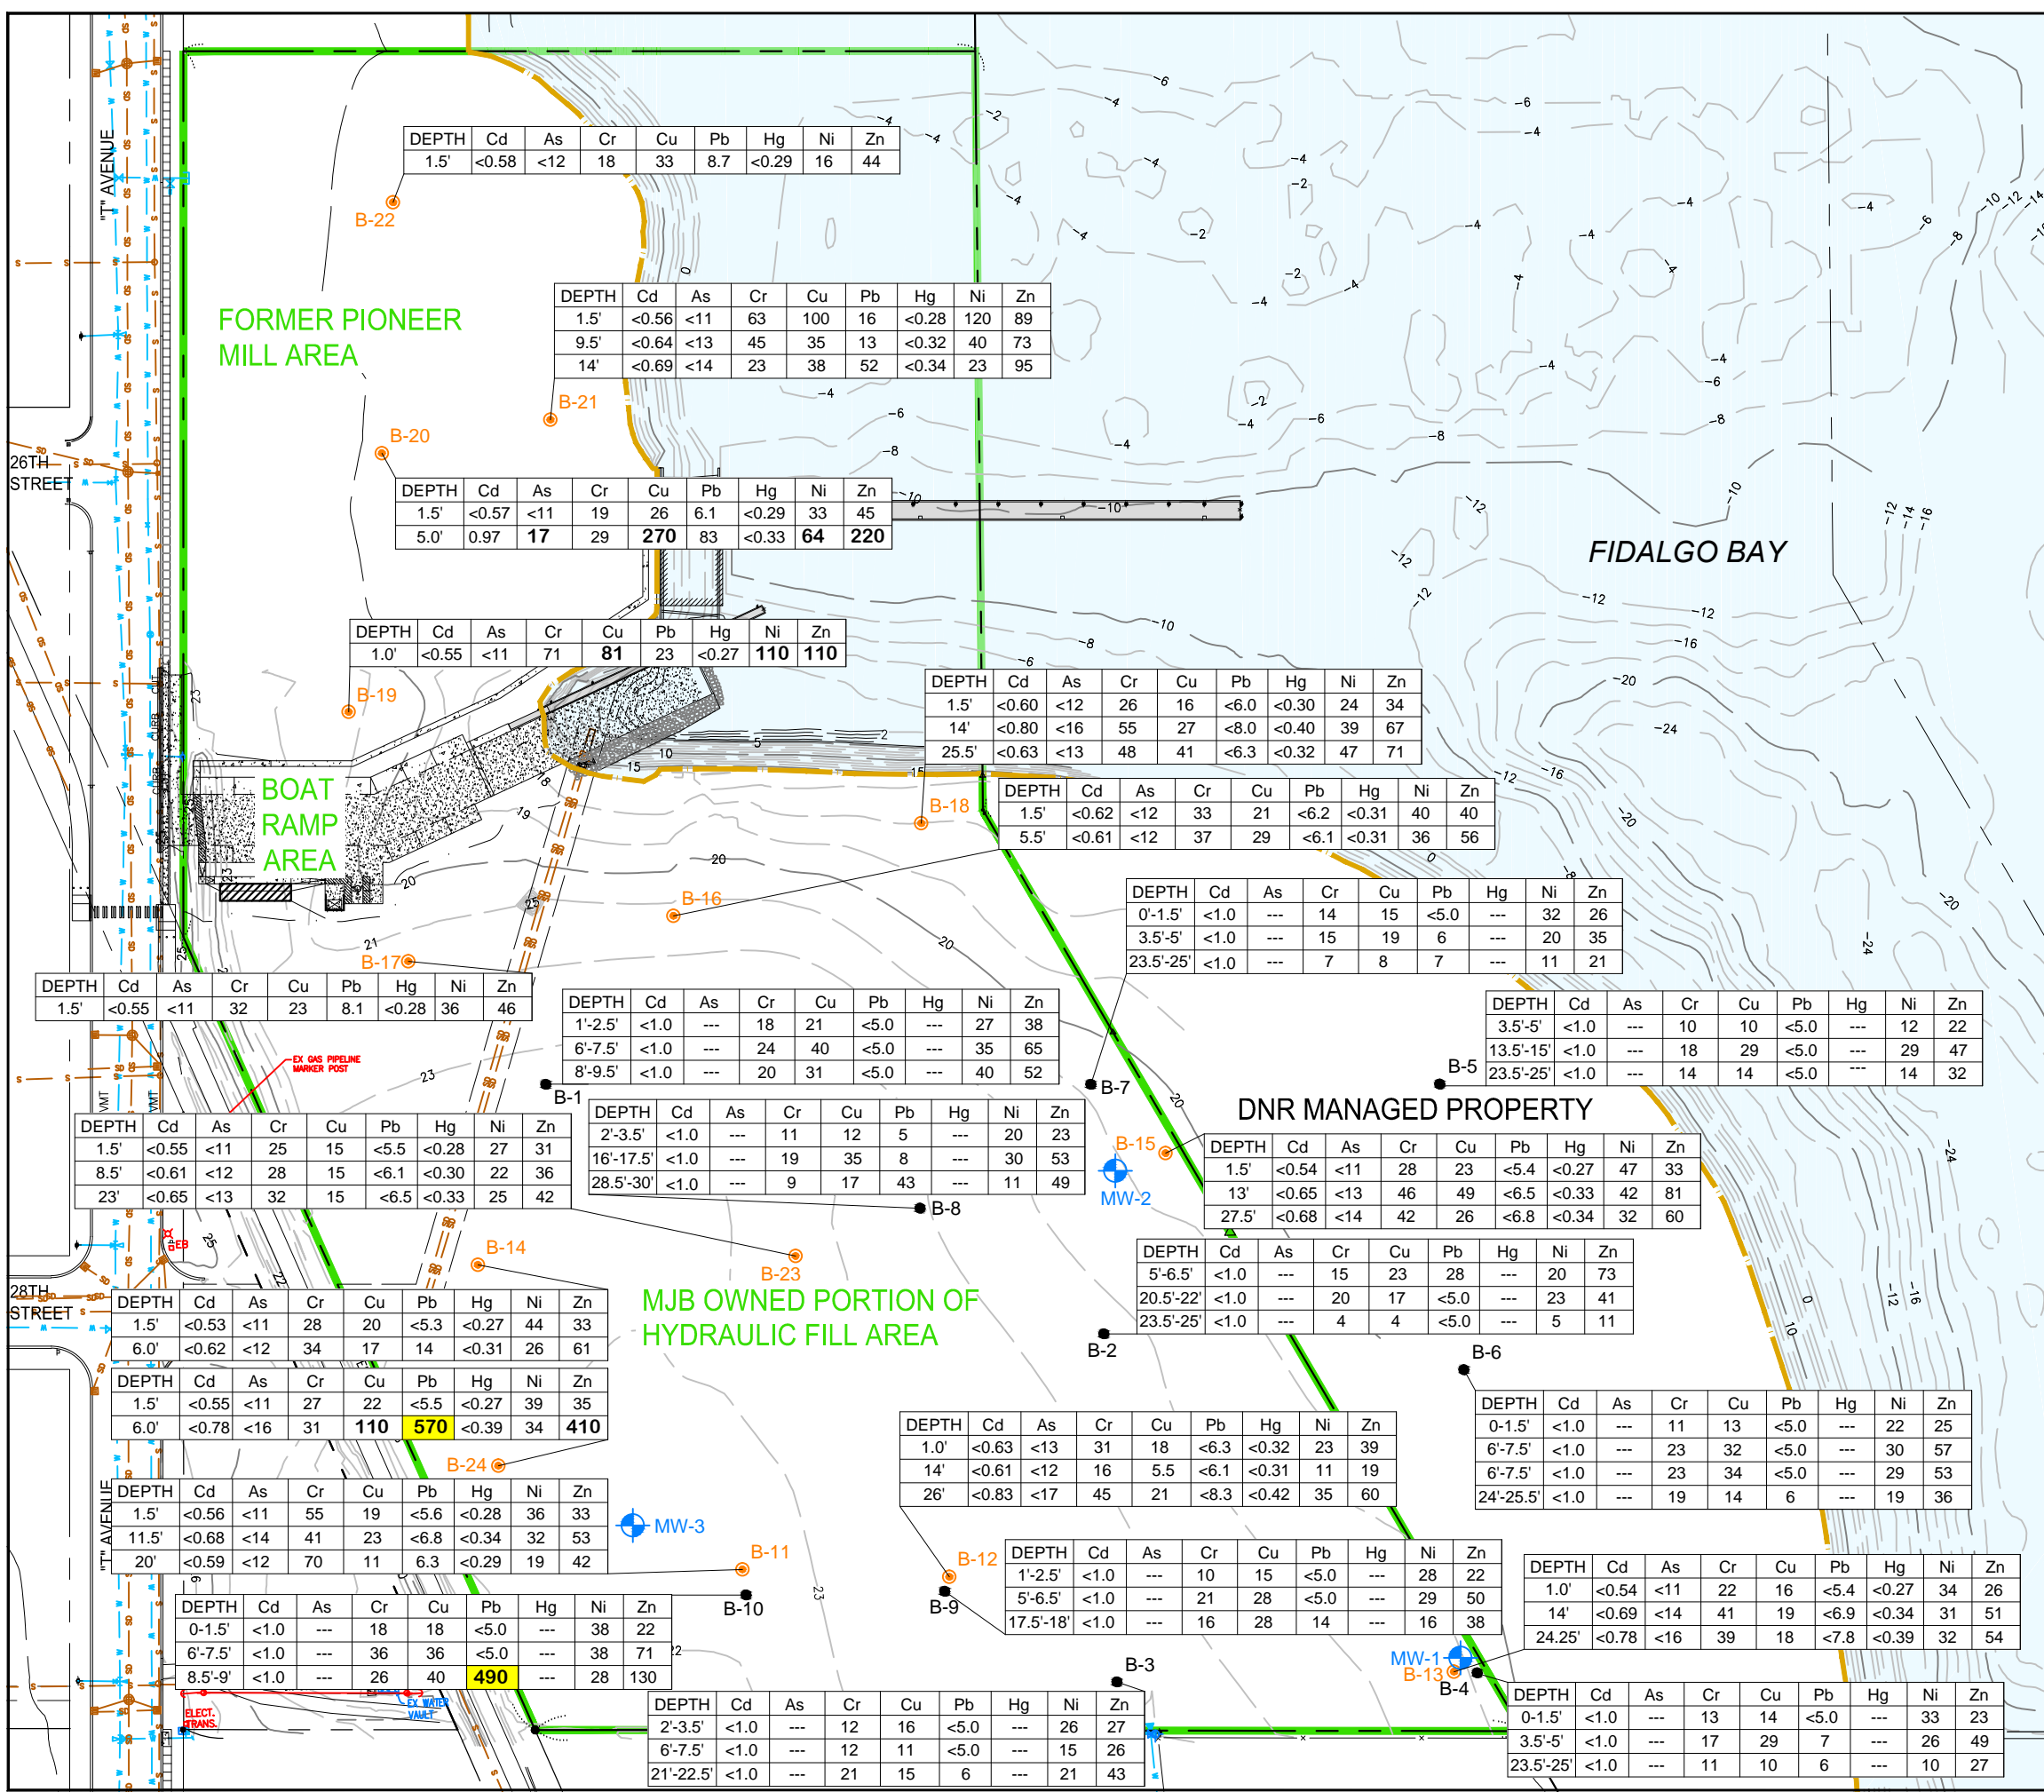 "T" AVENUE
DEPTH Cd As Cr Cu Pb Hg Ni Zn
1.5' <0.58 <12 18 33 8.7 <0.29 16 44
B-22
FORMER PIONEER
MILL AREA
DEPTH Cd As Cr Cu Pb Hg Ni Zn
1.5' <0.56 <11 63 100 16 <0.28 120 89
9.5' <0.64 <13 45 35 13 <0.32 40 73
14' <0.69 <14 23 38 52 <0.34 23 95
B-21
B-20
26TH
STREET
DEPTH Cd As Cr Cu Pb Hg Ni Zn
1.5' <0.57 <11 19 26 6.1 <0.29 33 45
5.0' 0.97 17 29 270 83 <0.33 64 220
FIDALGO BAY
DEPTH Cd As Cr Cu Pb Hg Ni Zn
1.0' <0.55 <11 71 81 23 <0.27 110 110
B-19
DEPTH Cd As Cr Cu Pb Hg Ni Zn
1.5' <0.60 <12 26 16 <6.0 <0.30 24 34
14' <0.80 <16 55 27 <8.0 <0.40 39 67
25.5' <0.63 <13 48 41 <6.3 <0.32 47 71
BOAT
RAMP
AREA
B-18
DEPTH Cd As Cr Cu Pb Hg Ni Zn
1.5' <0.62 <12 33 21 <6.2 <0.31 40 40
5.5' <0.61 <12 37 29 <6.1 <0.31 36 56
B-16
DEPTH Cd As Cr Cu Pb Hg Ni Zn
0'-1.5' <1.0 --- 14 15 <5.0 --- 32 26
3.5'-5' <1.0 --- 15 19 6 --- 20 35
23.5'-25' <1.0 --- 7 8 7 --- 11 21
B-17
DEPTH Cd As Cr Cu Pb Hg Ni Zn
1.5' <0.55 <11 32 23 8.1 <0.28 36 46
DEPTH Cd As Cr Cu Pb Hg Ni Zn
1'-2.5' <1.0 --- 18 21 <5.0 --- 27 38
6'-7.5' <1.0 --- 24 40 <5.0 --- 35 65
8'-9.5' <1.0 --- 20 31 <5.0 --- 40 52
B-1
B-7
DEPTH Cd As Cr Cu Pb Hg Ni Zn
3.5'-5' <1.0 --- 10 10 <5.0 --- 12 22
13.5'-15' <1.0 --- 18 29 <5.0 --- 29 47
23.5'-25' <1.0 --- 14 14 <5.0 --- 14 32
B-5
EX GAS PIPELINE
MARKER POST
DNR MANAGED PROPERTY
DEPTH Cd As Cr Cu Pb Hg Ni Zn
1.5' <0.55 <11 25 15 <5.5 <0.28 27 31
8.5' <0.61 <12 28 15 <6.1 <0.30 22 36
23' <0.65 <13 32 15 <6.5 <0.33 25 42
DEPTH Cd As Cr Cu Pb Hg Ni Zn
2'-3.5' <1.0 --- 11 12 5 --- 20 23
16'-17.5' <1.0 --- 19 35 8 --- 30 53
28.5'-30' <1.0 --- 9 17 43 --- 11 49
B-8
B-15
MW-2
DEPTH Cd As Cr Cu Pb Hg Ni Zn
1.5' <0.54 <11 28 23 <5.4 <0.27 47 33
13' <0.65 <13 46 49 <6.5 <0.33 42 81
27.5' <0.68 <14 42 26 <6.8 <0.34 32 60
EB
B-14
B-23
DEPTH Cd As Cr Cu Pb Hg Ni Zn
5'-6.5' <1.0 --- 15 23 28 --- 20 73
20.5'-22' <1.0 --- 20 17 <5.0 --- 23 41
23.5'-25' <1.0 --- 4 4 <5.0 --- 5 11
B-2
28TH
STREET
MJB OWNED PORTION OF
HYDRAULIC FILL AREA
DEPTH Cd As Cr Cu Pb Hg Ni Zn
1.5' <0.53 <11 28 20 <5.3 <0.27 44 33
6.0' <0.62 <12 34 17 14 <0.31 26 61
DEPTH Cd As Cr Cu Pb Hg Ni Zn
1.5' <0.55 <11 27 22 <5.5 <0.27 39 35
6.0' <0.78 <16 31 110 570 <0.39 34 410
B-24
B-6
DEPTH Cd As Cr Cu Pb Hg Ni Zn
0-1.5' <1.0 --- 11 13 <5.0 --- 22 25
6'-7.5' <1.0 --- 23 32 <5.0 --- 30 57
6'-7.5' <1.0 --- 23 34 <5.0 --- 29 53
24'-25.5' <1.0 --- 19 14 6 --- 19 36
DEPTH Cd As Cr Cu Pb Hg Ni Zn
1.0' <0.63 <13 31 18 <6.3 <0.32 23 39
14' <0.61 <12 16 5.5 <6.1 <0.31 11 19
26' <0.83 <17 45 21 <8.3 <0.42 35 60
"T" AVENUE
DEPTH Cd As Cr Cu Pb Hg Ni Zn
1.5' <0.56 <11 55 19 <5.6 <0.28 36 33
11.5' <0.68 <14 41 23 <6.8 <0.34 32 53
20' <0.59 <12 70 11 6.3 <0.29 19 42
MW-3
B-11
B-10
B-12
B-9
DEPTH Cd As Cr Cu Pb Hg Ni Zn
1'-2.5' <1.0 --- 10 15 <5.0 --- 28 22
5'-6.5' <1.0 --- 21 28 <5.0 --- 29 50
17.5'-18' <1.0 --- 16 28 14 --- 16 38
DEPTH Cd As Cr Cu Pb Hg Ni Zn
1.0' <0.54 <11 22 16 <5.4 <0.27 34 26
14' <0.69 <14 41 19 <6.9 <0.34 31 51
24.25' <0.78 <16 39 18 <7.8 <0.39 32 54
DEPTH Cd As Cr Cu Pb Hg Ni Zn
0-1.5' <1.0 --- 18 18 <5.0 --- 38 22
6'-7.5' <1.0 --- 36 36 <5.0 --- 38 71
8.5'-9' <1.0 --- 26 40 490 --- 28 130
B-3
MW-1
B-13
B-4
ELECT.
TRANS.
EX WATER
VAULT
DEPTH Cd As Cr Cu Pb Hg Ni Zn
2'-3.5' <1.0 --- 12 16 <5.0 --- 26 27
6'-7.5' <1.0 --- 12 11 <5.0 --- 15 26
21'-22.5' <1.0 --- 21 15 6 --- 21 43
DEPTH Cd As Cr Cu Pb Hg Ni Zn
0-1.5' <1.0 --- 13 14 <5.0 --- 33 23
3.5'-5' <1.0 --- 17 29 7 --- 26 49
23.5'-25' <1.0 --- 11 10 6 --- 10 27